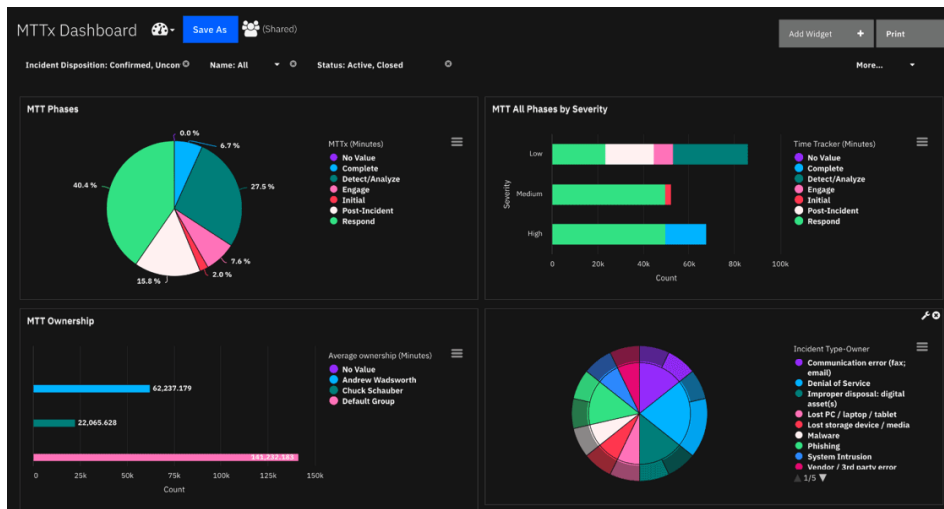 MTTx Dashboard
Save As
(Shared)
Add Widget +
Print
Incident Disposition: Confirmed, Uncon
Name: All
Status: Active, Closed
More...
MTT Phases
0.0 %
6.7 %
27.5 %
7.6 %
2.0 %
15.8 %
40.4 %
MTTx (Minutes)
No Value
Complete
Detect/Analyze
Engage
Initial
Post-Incident
Respond
MTT All Phases by Severity
Severity
Low
Medium
High
0 20k 40k 60k 80k 100k
Count
Time Tracker (Minutes)
No Value
Complete
Detect/Analyze
Engage
Initial
Post-Incident
Respond
MTT Ownership
62,237.179
22,065.628
141,232.183
0 25k 50k 75k 100k 125k 150k
Count
Average ownership (Minutes)
No Value
Andrew Wadsworth
Chuck Schauber
Default Group
Incident Type-Owner
Communication error (fax;
email)
Denial of Service
Improper disposal: digital
asset(s)
Lost PC / laptop / tablet
Lost storage device / media
Malware
Phishing
System Intrusion
Vendor / 3rd party error
1/5